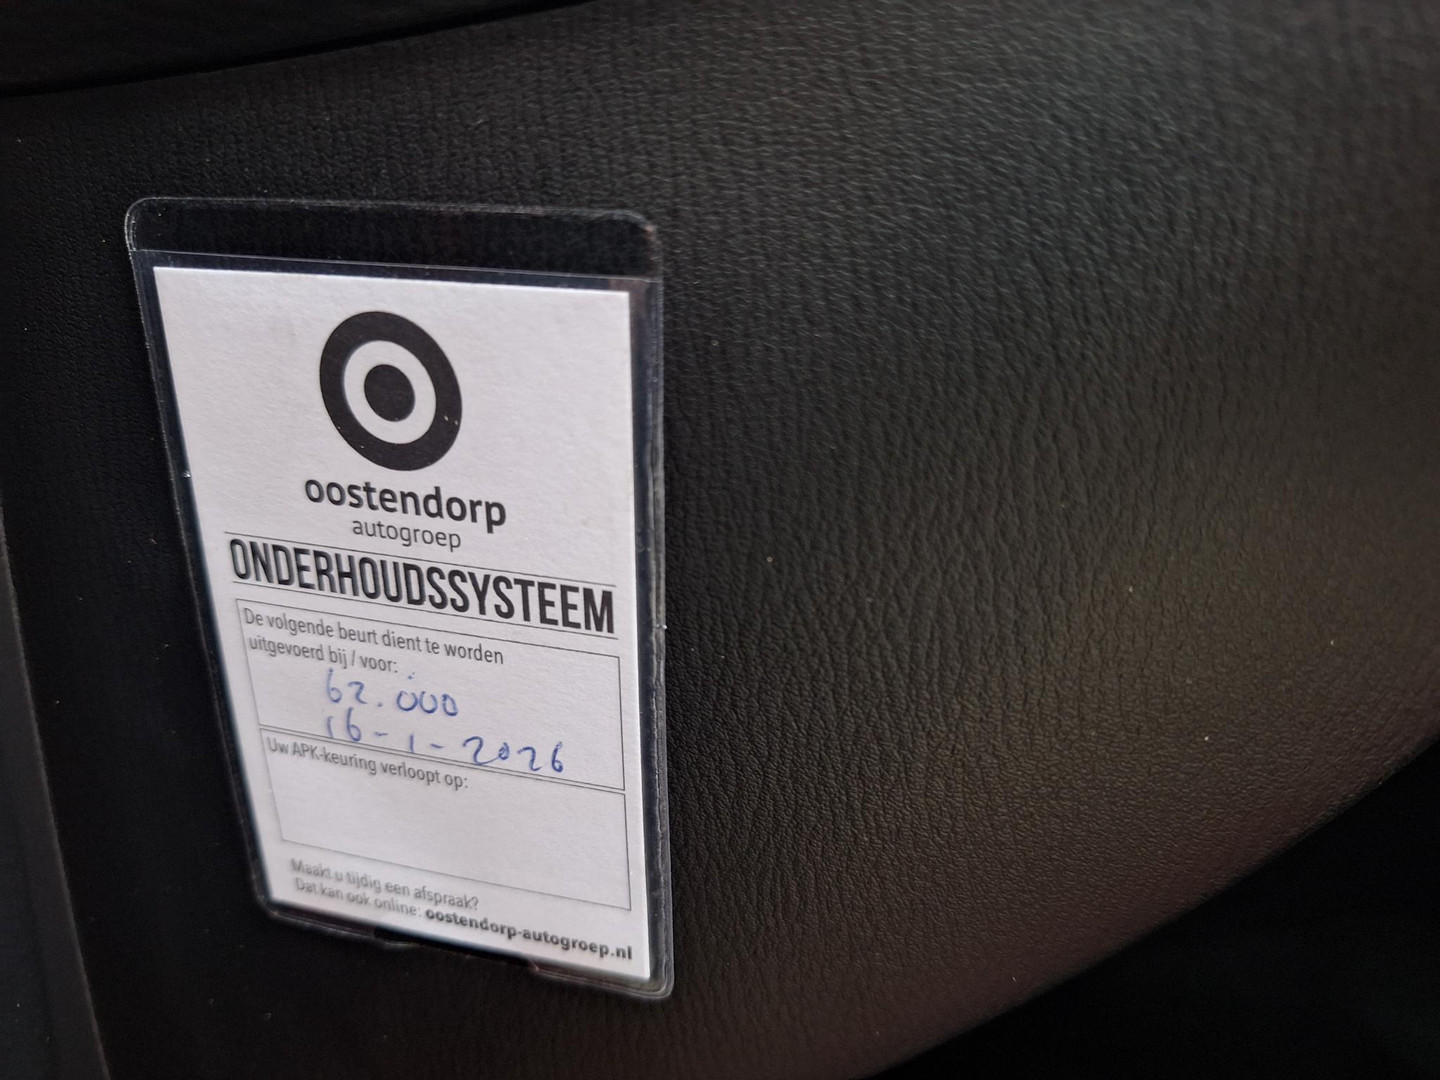 oostendorp
autogroep
ONDERHOUDSSYSTEEM
De volgende beurt dient te worden
uitgevoerd bij / voor:
62.000
16-1-2026
Uw APK-keuring verloopt op:
Maakt u tijdig een afspraak?
Dat kan ook online: oostendorp-autogroep.nl